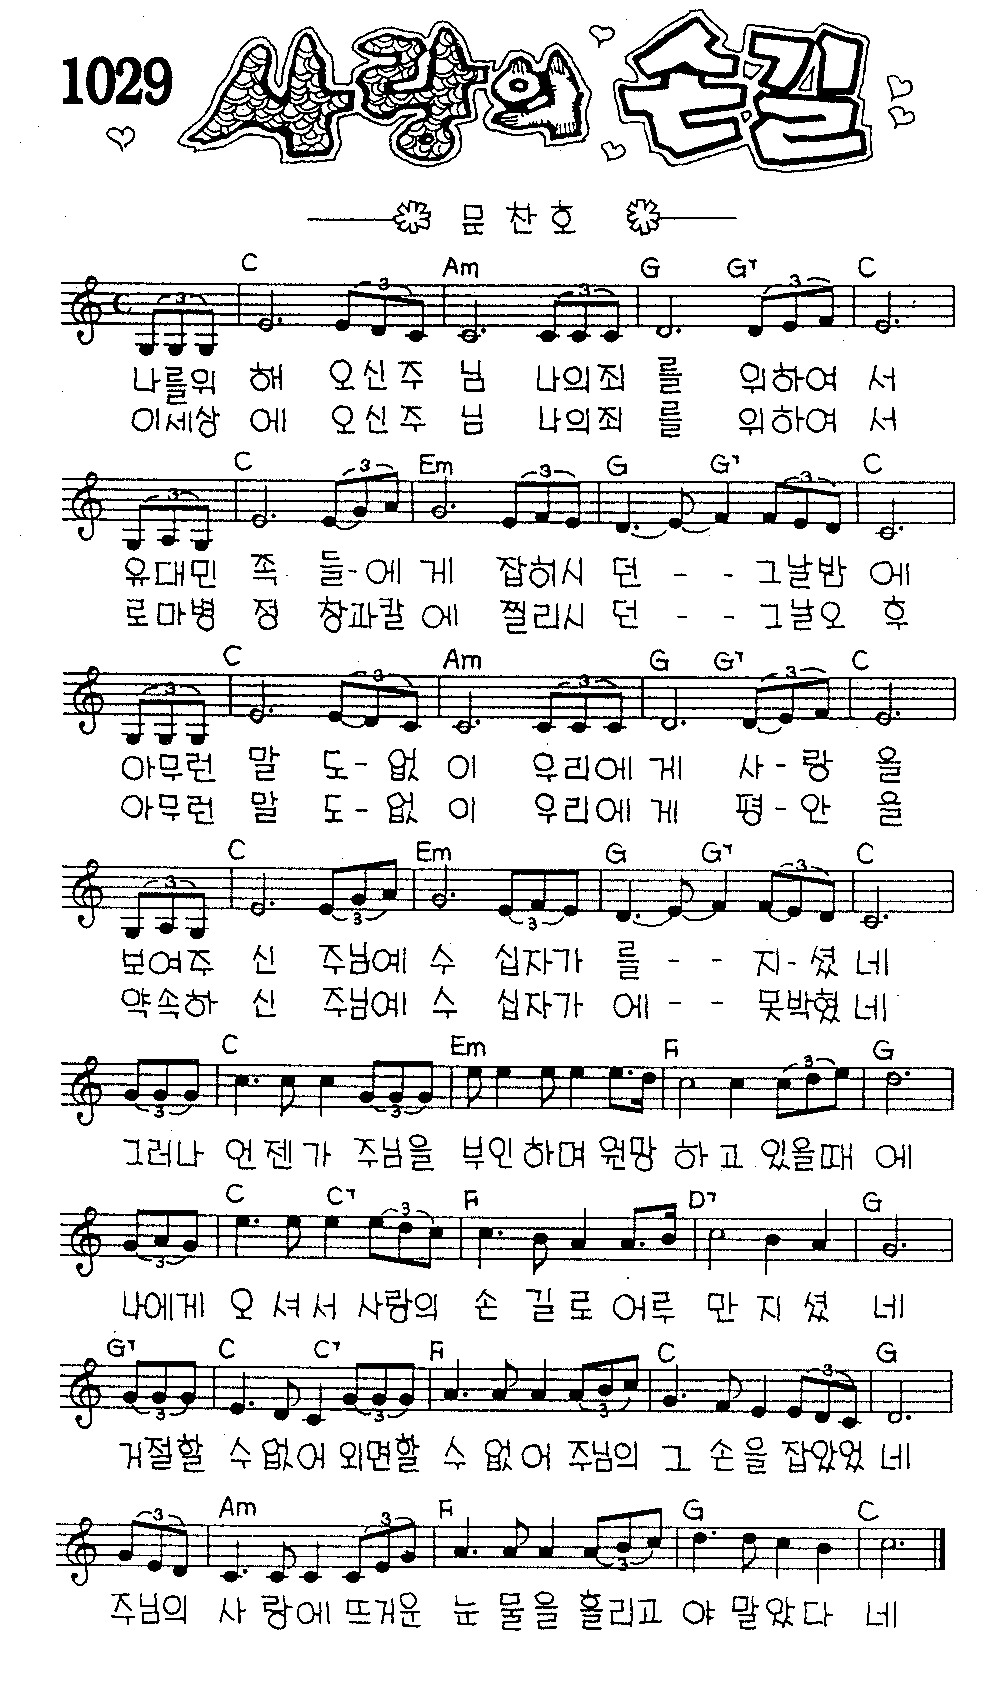 1029 사랑의 손길
문찬호
C Am G G7 C
나를위 해 오신주 님 나의죄 를 위하여 서
이세상 에 오신주 님 나의죄 를 위하여 서
C Em G G7 C
유대민 족 들-에게 잡히시 던 - - 그날밤 에
로마병 정 창과칼에 찔리시 던 - - 그날오 후
C Am G G7 C
아무런 말 도-없 이 우리에게 사-랑 을
아무런 말 도-없 이 우리에게 평-안 을
C Em G G7 C
보여주 신 주님예 수 십자가 를 - - 지-셨 네
약속하 신 주님예 수 십자가 에 - - 못박혔 네
C Em F G
그러나 언젠가 주님을 부인하며 원망 하고 있을때 에
C C7 F D7 G
나에게 오셔서 사랑의 손 길로 어루 만지셨 네
G7 C C7 F C G
거절할 수없어 외면할 수 없어 주님의 그 손을 잡았었 네
Am F G C
주님의 사랑에 뜨거운 눈 물을 흘리고 야 말았다 네